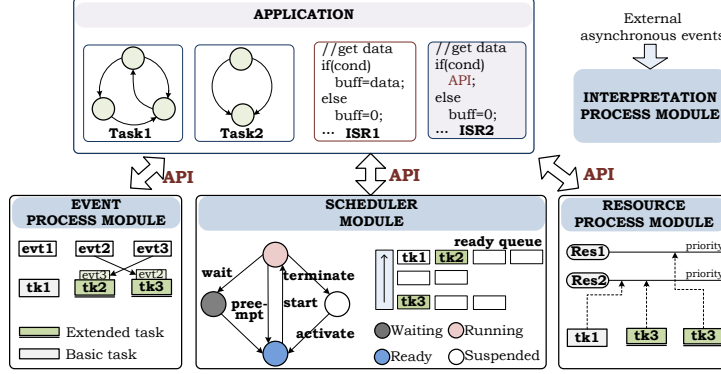 APPLICATION
Task1
Task2
//get data
if(cond)
buff=data;
else
buff=0;
... ISR1
//get data
if(cond)
API;
else
buff=0;
... ISR2
External
asynchronous events
INTERPRETATION
PROCESS MODULE
API
API
API
EVENT
PROCESS MODULE
evt1 evt2 evt3
evt3 evt2
tk1 tk2 tk3
Extended task
Basic task
SCHEDULER
MODULE
wait
terminate
pree-
mpt
start
activate
ready queue
tk1 tk2
tk3
Waiting Running
Ready Suspended
RESOURCE
PROCESS MODULE
Res1 priority
Res2 priority
tk1 tk3 tk3